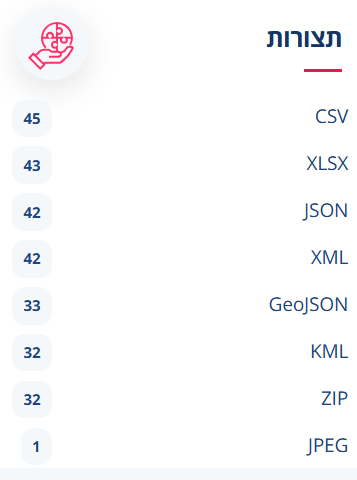 תצורות
CSV 45
XLSX 43
JSON 42
XML 42
GeoJSON 33
KML 32
ZIP 32
JPEG 1